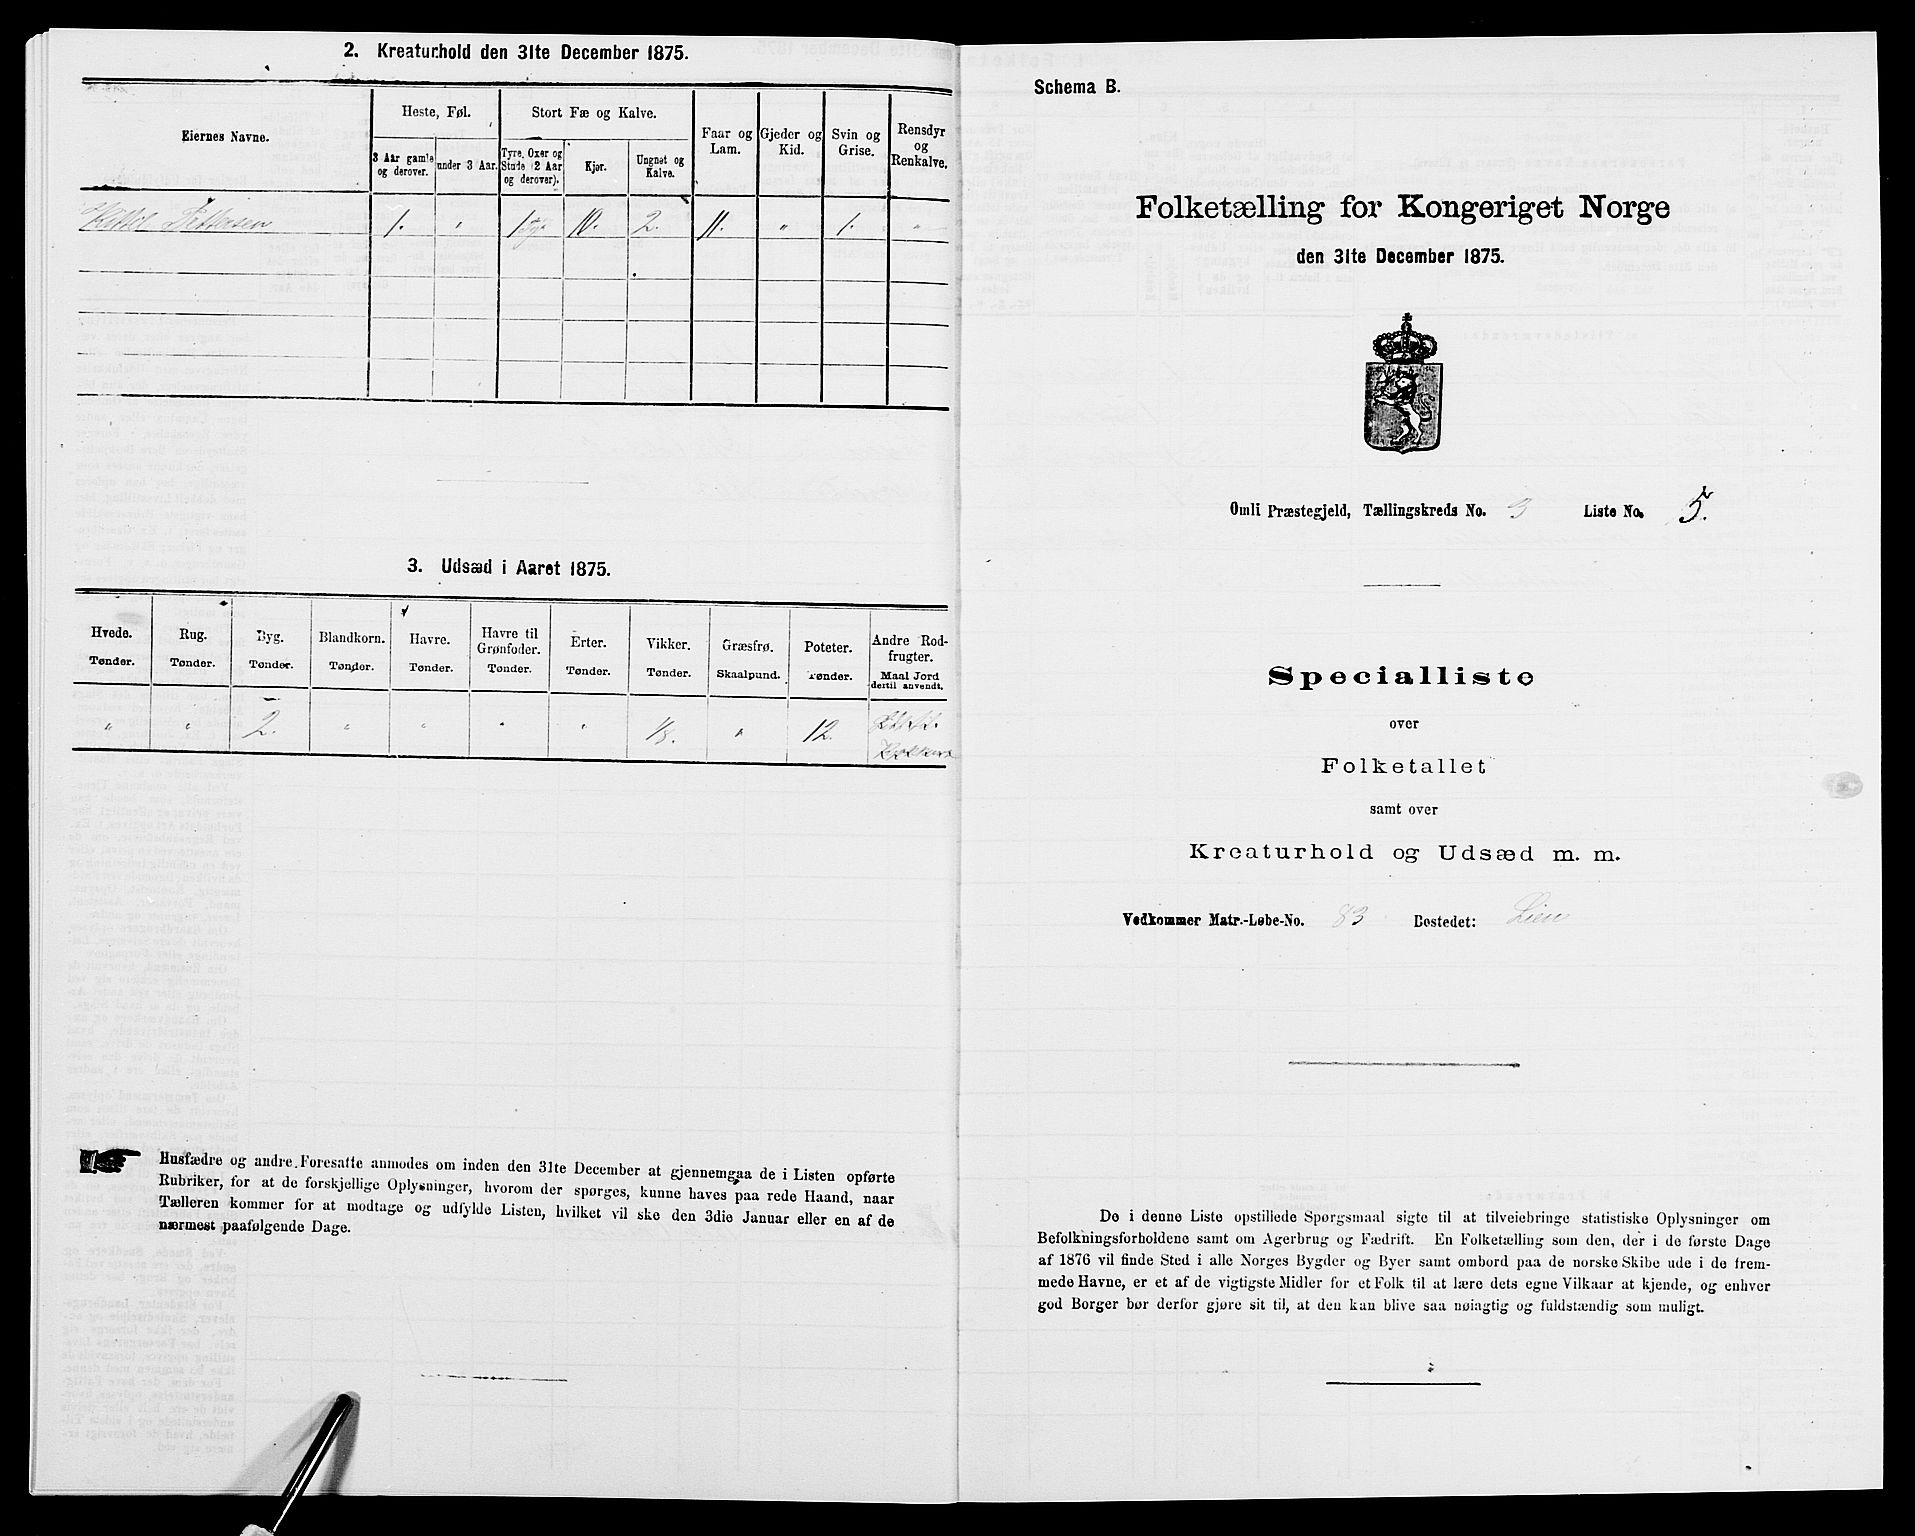 2. Kreaturhold den 31te December 1875.
Eiernes Navne.
Heste, Føl.
Stort Fæ og Kalve.
Faar og Lam.
Gjeder og Kid.
Svin og Grise.
Rensdyr og Renkalve.
3 Aar gamle og derover.
under 3 Aar.
Tyre, Oxer og Stude (2 Aar og derover).
Kjør.
Ungnøt og Kalve.
1. " 1 10. 2. 11. " 1. "
3. Udsæd i Aaret 1875.
Hvede. Tønder.
Rug. Tønder.
Byg. Tønder.
Blandkorn. Tønder.
Havre. Tønder.
Havre til Grønfoder. Tønder.
Erter. Tønder.
Vikker. Tønder.
Græsfrø. Skaalpund.
Poteter. Tønder.
Andre Rodfrugter. Maal Jord dertil anvendt.
" " 2. " " " " 1/8. " 12.
Husfædre og andre Foresatte anmodes om inden den 31te December at gjennemgaa de i Listen opførte
Rubriker, for at de forskjellige Oplysninger, hvorom der spørges, kunne haves paa rede Haand, naar
Tælleren kommer for at modtage og udfylde Listen, hvilket vil ske den 3die Januar eller en af de
nærmest paafølgende Dage.
Schema B.
Folketælling for Kongeriget Norge
den 31te December 1875.
Omli Præstegjeld, Tællingskreds No. 3 Liste No. 5.
Specialliste
over
Folketallet
samt over
Kreaturhold og Udsæd m. m.
Vedkommer Matr.-Løbe-No. 83 Bostedet: Lien
De i denne Liste opstillede Spørgsmaal sigte til at tilveiebringe statistiske Oplysninger om
Befolkningsforholdene samt om Agerbrug og Fædrift. En Folketælling som den, der i de første Dage
af 1876 vil finde Sted i alle Norges Bygder og Byer samt ombord paa de norske Skibe ude i de frem-
mede Havne, er et af de vigtigste Midler for et Folk til at lære dets egne Vilkaar at kjende, og enhver
god Borger bør derfor gjøre sit til, at den kan blive saa nøiagtig og fuldstændig som muligt.